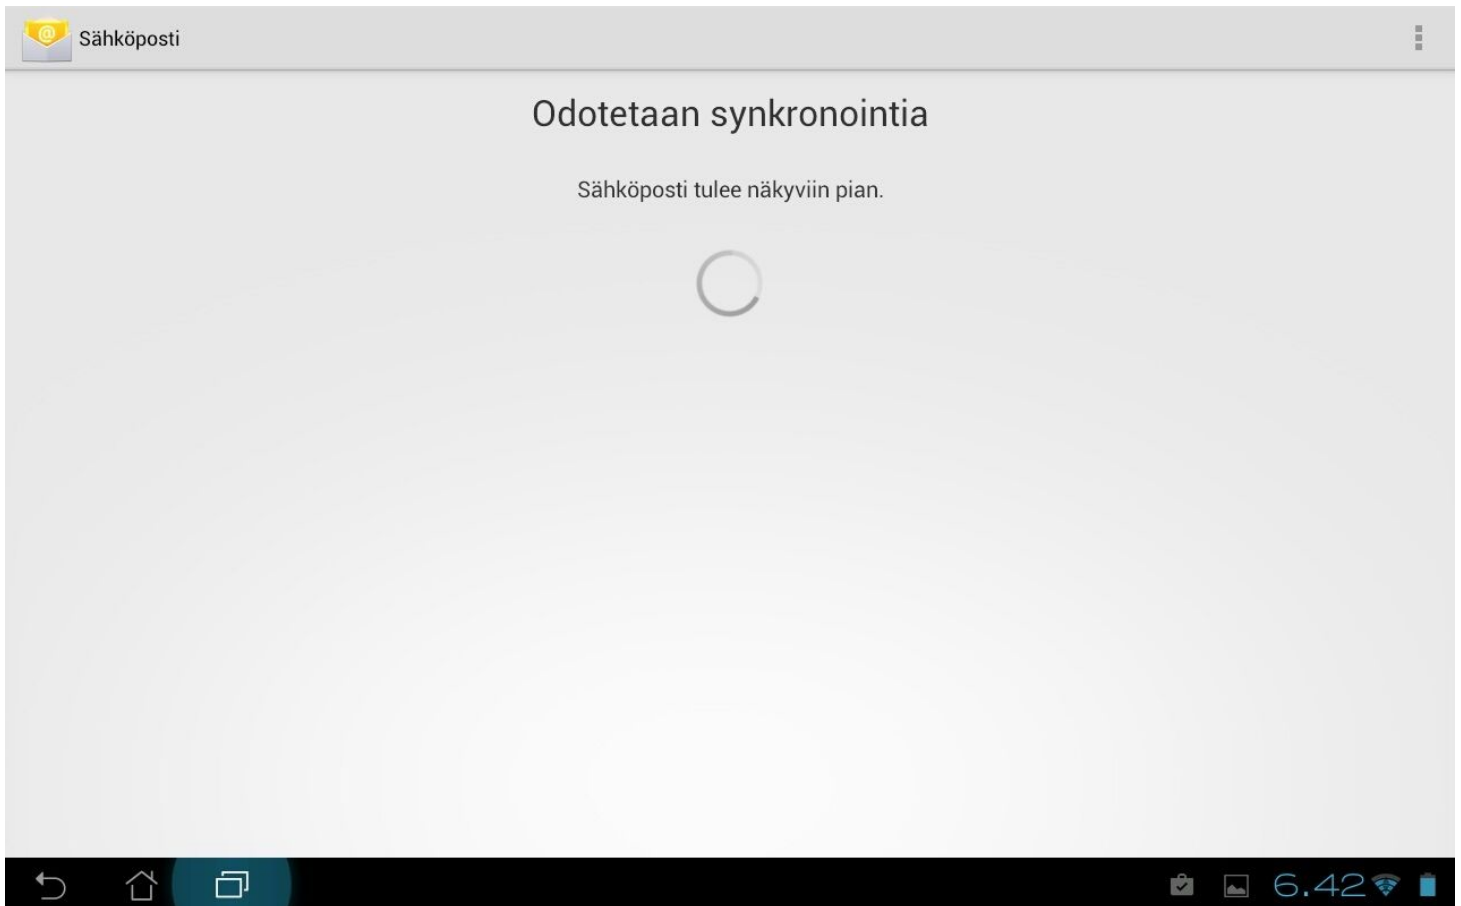 Sähköposti
Odotetaan synkronointia
Sähköposti tulee näkyviin pian.
6.42